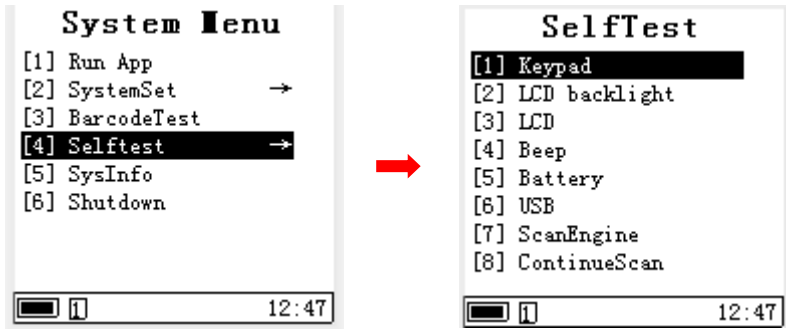 System Menu
[1] Run App
[2] SystemSet →
[3] BarcodeTest
[4] Selftest →
[5] SysInfo
[6] Shutdown
1 12:47
SelfTest
[1] Keypad
[2] LCD backlight
[3] LCD
[4] Beep
[5] Battery
[6] USB
[7] ScanEngine
[8] ContinueScan
1 12:47